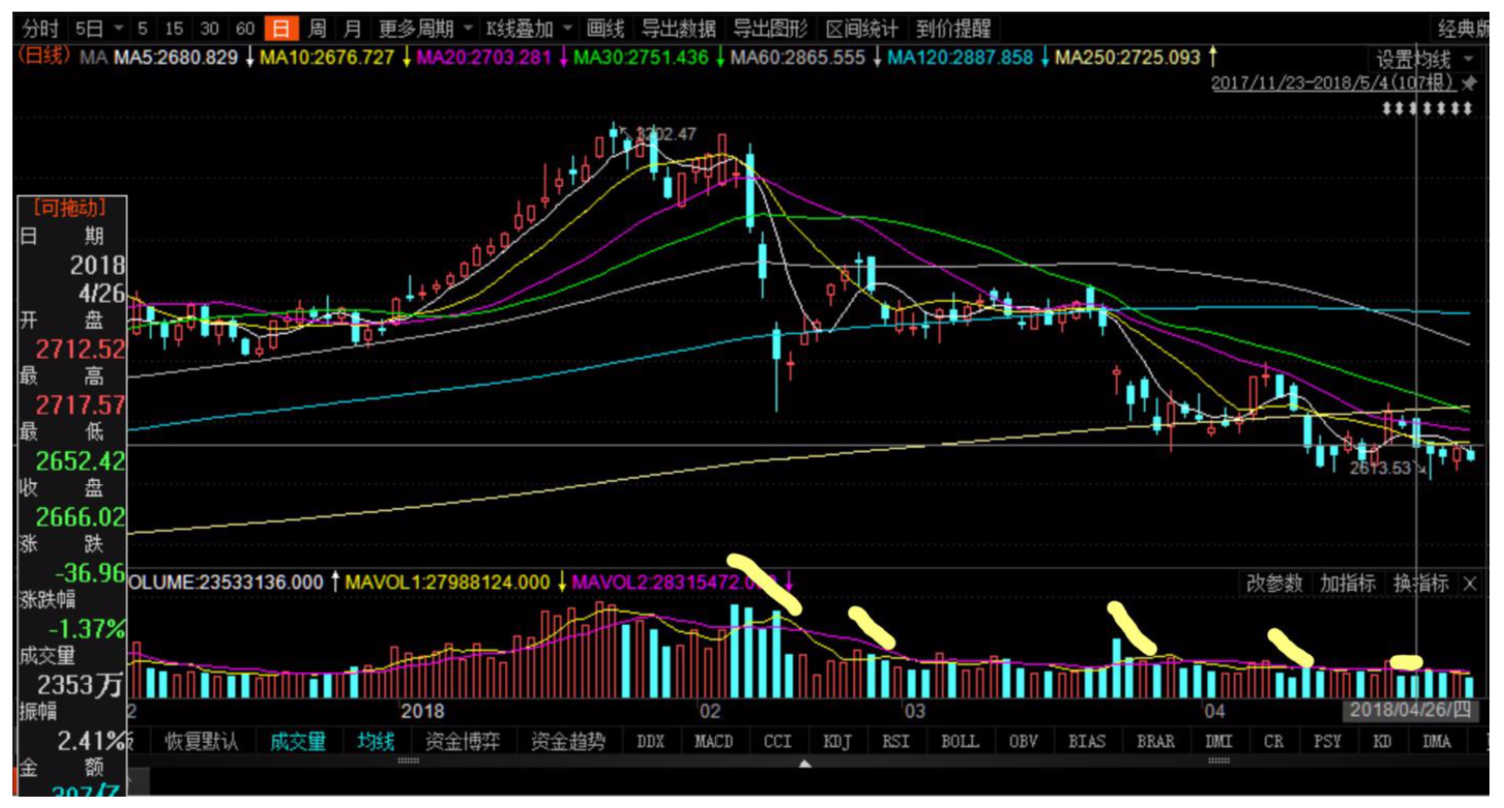 分时 5日 5 15 30 60 日 周 月 更多周期 K线叠加 画线 导出数据 导出图形 区间统计 到价提醒 经典版
(日线) MA MA5:2680.829↓ MA10:2676.727↓ MA20:2703.281↓ MA30:2751.436↓ MA60:2865.555↓ MA120:2887.858↓ MA250:2725.093↑ 设置均线
2017/11/23-2018/5/4(107根)
3202.47
2613.53
[可拖动]
日 期
2018
4/26
开 盘
2712.52
最 高
2717.57
最 低
2652.42
收 盘
2666.02
涨 跌
-36.96
涨跌幅
-1.37%
成交量
2353万
振幅
2.41%
金 额
307亿
OLUME:23533136.000↑ MAVOL1:27988124.000↓ MAVOL2:28315472.0 ↓ 改参数 加指标 换指标 X
2 2018 02 03 04 2018/04/26/四
恢复默认 成交量 均线 资金博弈 资金趋势 DDX MACD CCI KDJ RSI BOLL OBV BIAS BRAR DMI CR PSY KD DMA